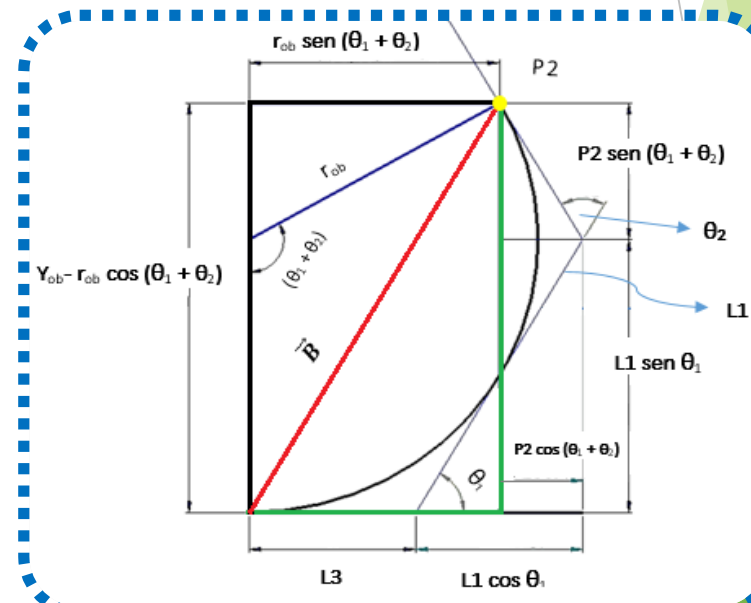 r_ob sen (θ₁ + θ₂)
P2
P2 sen (θ₁ + θ₂)
r_ob
θ₂
(θ₁ + θ₂)
Y_ob- r_ob cos (θ₁ + θ₂)
L1
B⃗
L1 sen θ₁
P2 cos (θ₁ + θ₂)
θ₁
L3
L1 cos θ₁